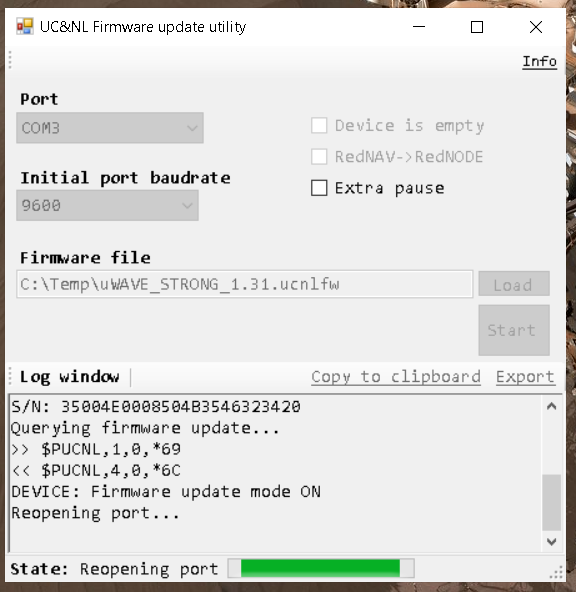 UC&NL Firmware update utility
Info
Port
COM3
Device is empty
RedNAV->RedNODE
Initial port baudrate
Extra pause
9600
Firmware file
C:\Temp\uWAVE_STRONG_1.31.ucnlfw
Load
Start
Log window
Copy to clipboard
Export
S/N: 35004E0008504B3546323420
Querying firmware update...
>> $PUCNL,1,0,*69
<< $PUCNL,4,0,*6C
DEVICE: Firmware update mode ON
Reopening port...
State: Reopening port